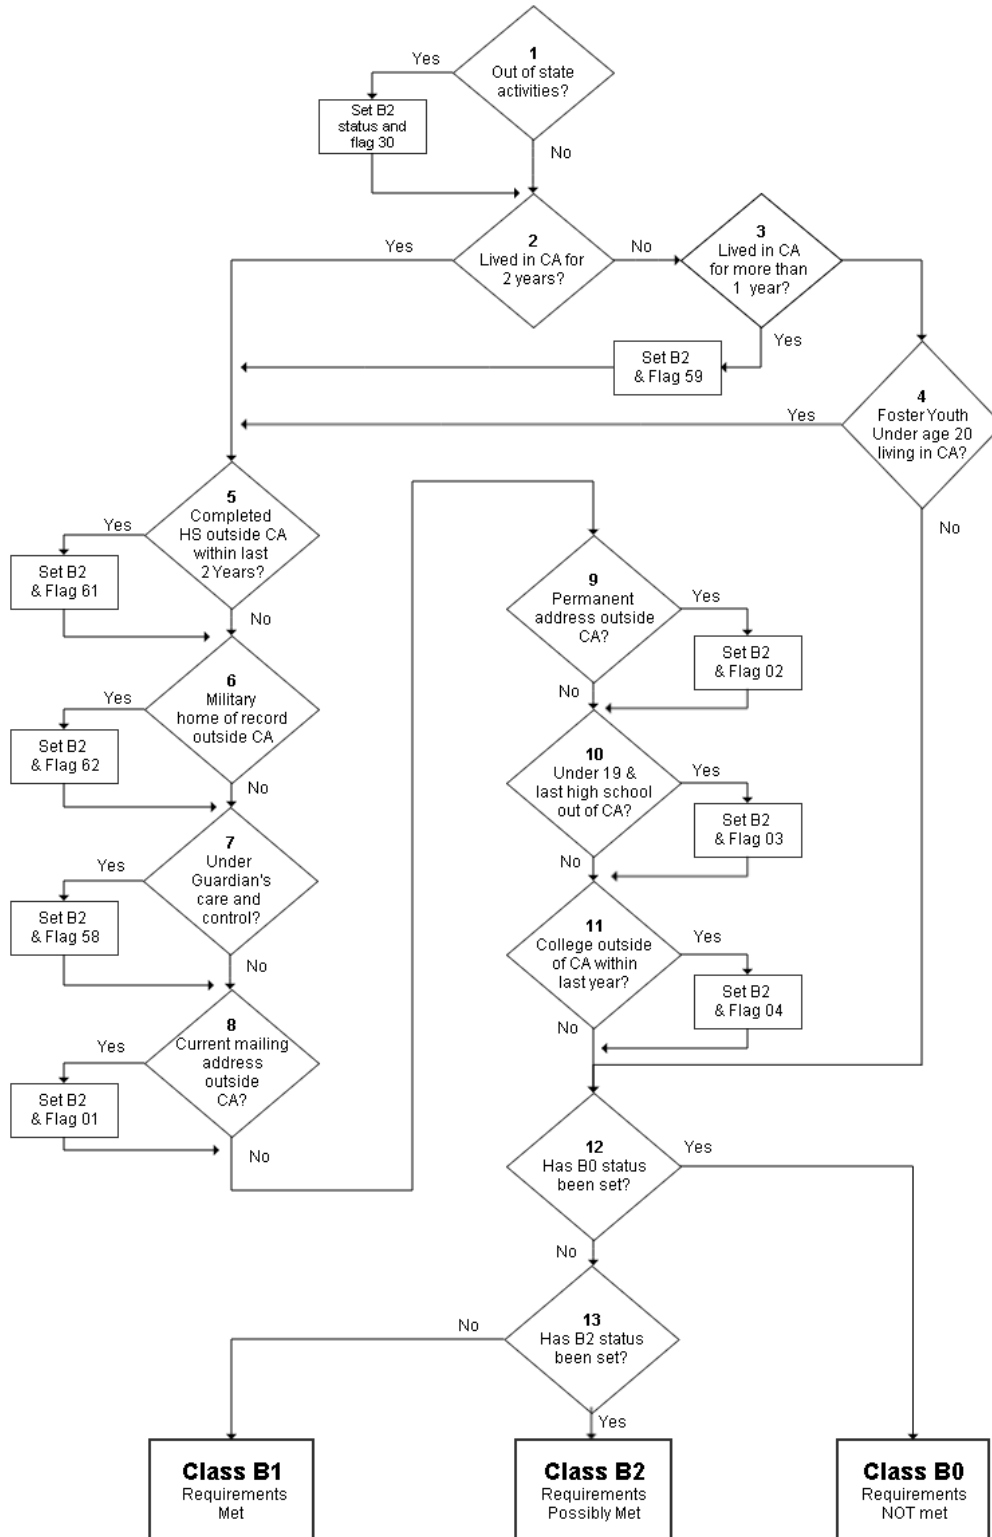 1
Out of state
activities?
Yes
Set B2
status and
flag 30
No
2
Lived in CA for
2 years?
Yes
No
3
Lived in CA
for more than
1 year?
Yes
Set B2
& Flag 59
4
Foster Youth
Under age 20
living in CA?
Yes
No
5
Completed
HS outside CA
within last
2 Years?
Yes
Set B2
& Flag 61
No
6
Military
home of record
outside CA
Yes
Set B2
& Flag 62
No
7
Under
Guardian's
care and
control?
Yes
Set B2
& Flag 58
No
8
Current mailing
address
outside
CA?
Yes
Set B2
& Flag 01
No
9
Permanent
address outside
CA?
Yes
Set B2
& Flag 02
No
10
Under 19 &
last high school
out of CA?
Yes
Set B2
& Flag 03
No
11
College outside
of CA within
last year?
Yes
Set B2
& Flag 04
No
12
Has B0 status
been set?
Yes
No
13
Has B2 status
been set?
No
Yes
Class B1
Requirements
Met
Class B2
Requirements
Possibly Met
Class B0
Requirements
NOT met